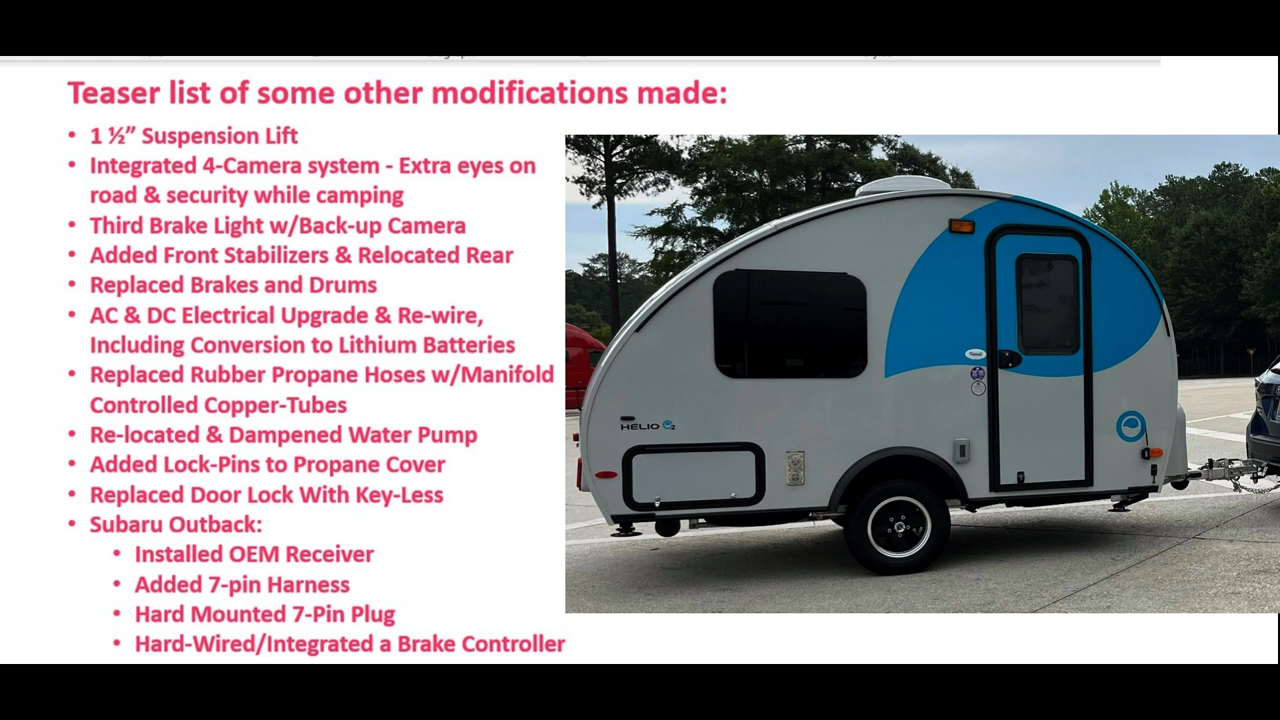 Teaser list of some other modifications made:
• 1 ½” Suspension Lift
• Integrated 4-Camera system - Extra eyes on
road & security while camping
• Third Brake Light w/Back-up Camera
• Added Front Stabilizers & Relocated Rear
• Replaced Brakes and Drums
• AC & DC Electrical Upgrade & Re-wire,
Including Conversion to Lithium Batteries
• Replaced Rubber Propane Hoses w/Manifold
Controlled Copper-Tubes
• Re-located & Dampened Water Pump
• Added Lock-Pins to Propane Cover
• Replaced Door Lock With Key-Less
• Subaru Outback:
• Installed OEM Receiver
• Added 7-pin Harness
• Hard Mounted 7-Pin Plug
• Hard-Wired/Integrated a Brake Controller
HELIO O2